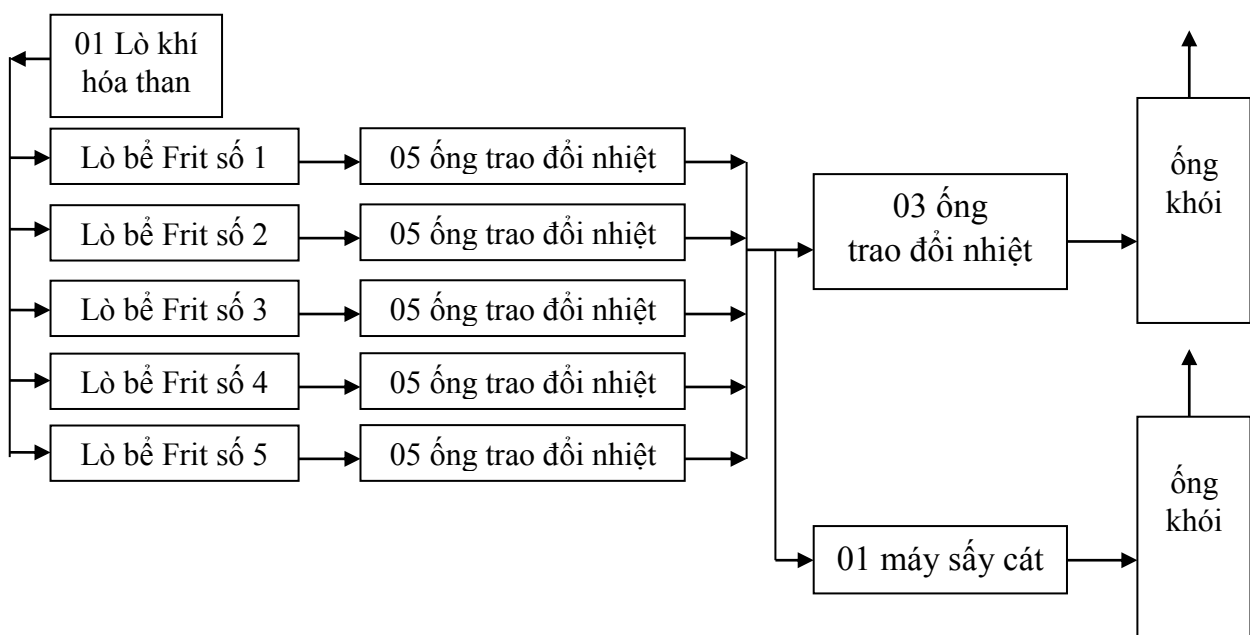 01 Lò khí
hóa than
Lò bể Frit số 1
05 ống trao đổi nhiệt
Lò bể Frit số 2
05 ống trao đổi nhiệt
Lò bể Frit số 3
05 ống trao đổi nhiệt
Lò bể Frit số 4
05 ống trao đổi nhiệt
Lò bể Frit số 5
05 ống trao đổi nhiệt
03 ống
trao đổi nhiệt
ống
khói
01 máy sấy cát
ống
khói